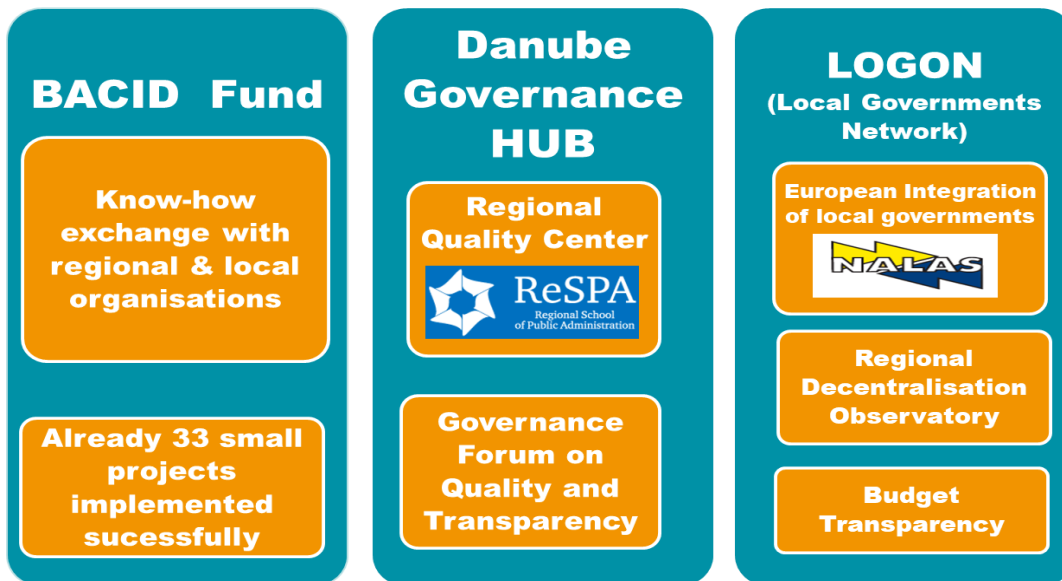 BACID Fund
Know-how
exchange with
regional & local
organisations
Already 33 small
projects
implemented
sucessfully
Danube
Governance
HUB
Regional
Quality Center
ReSPA
Regional School
of Public Administration
Governance
Forum on
Quality and
Transparency
LOGON
(Local Governments
Network)
European Integration
of local governments
NALAS
Regional
Decentralisation
Observatory
Budget
Transparency